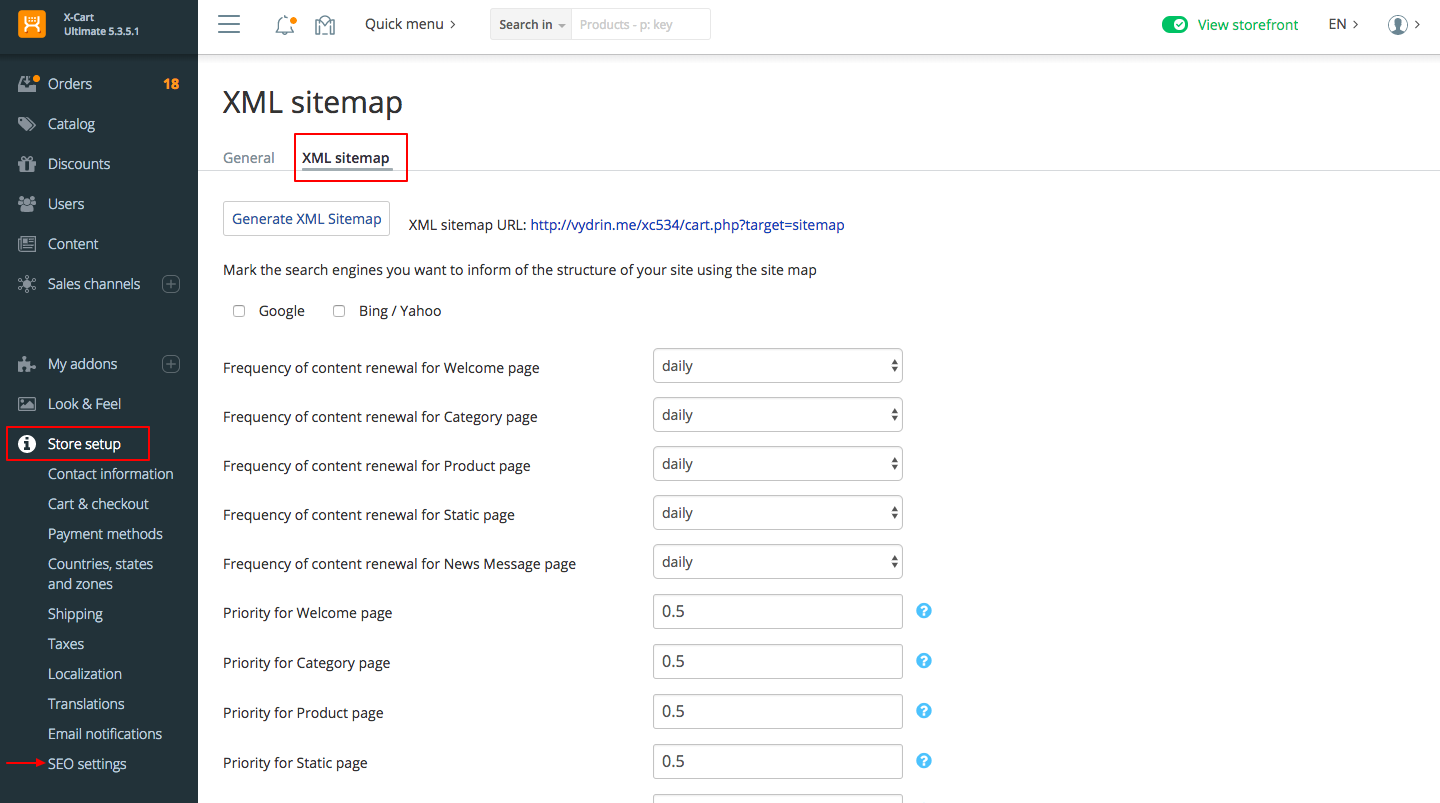 X-Cart
Ultimate 5.3.5.1
Quick menu
Search in
Products - p: key
View storefront
EN
Orders 18
Catalog
Discounts
Users
Content
Sales channels
My addons
Look & Feel
Store setup
Contact information
Cart & checkout
Payment methods
Countries, states
and zones
Shipping
Taxes
Localization
Translations
Email notifications
SEO settings
XML sitemap
General
XML sitemap
Generate XML Sitemap
XML sitemap URL: http://vydrin.me/xc534/cart.php?target=sitemap
Mark the search engines you want to inform of the structure of your site using the site map
Google
Bing / Yahoo
Frequency of content renewal for Welcome page daily
Frequency of content renewal for Category page daily
Frequency of content renewal for Product page daily
Frequency of content renewal for Static page daily
Frequency of content renewal for News Message page daily
Priority for Welcome page 0.5 ?
Priority for Category page 0.5 ?
Priority for Product page 0.5 ?
Priority for Static page 0.5 ?